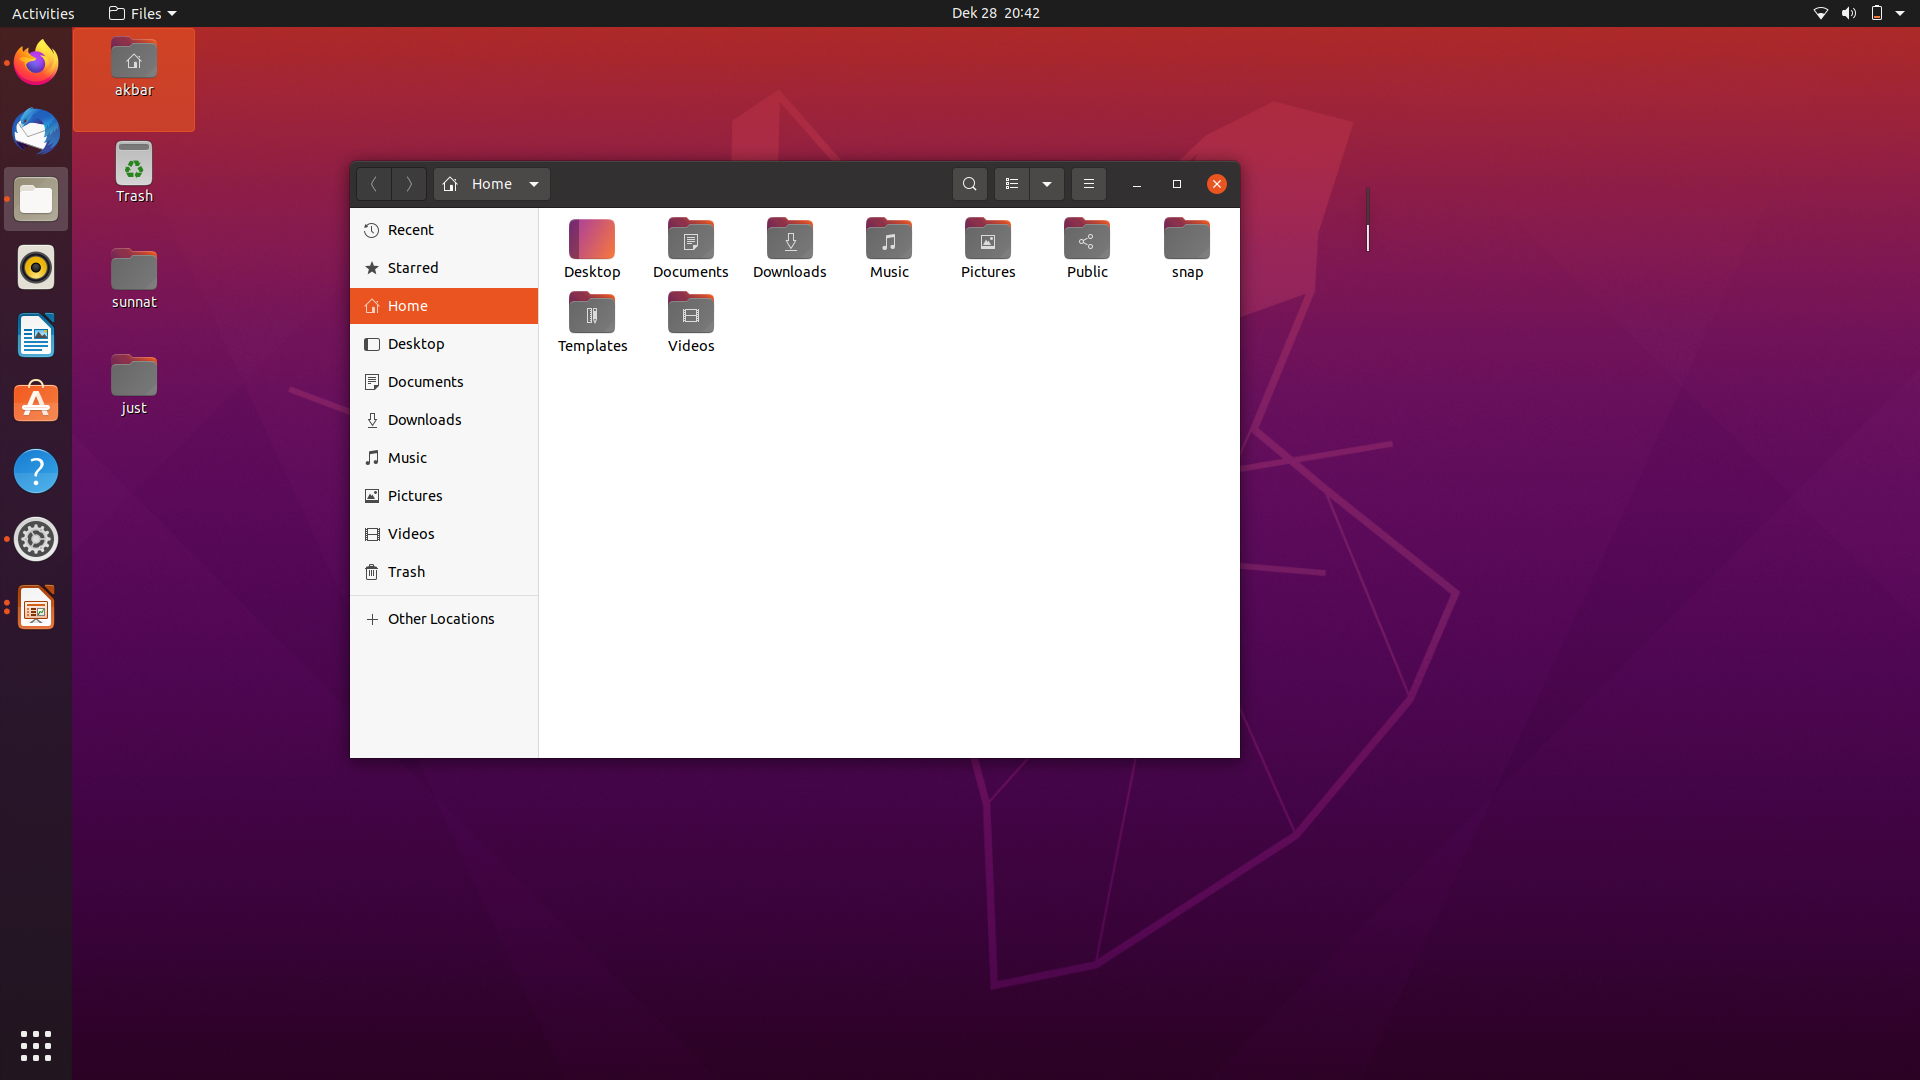 Activities
Files
Dek 28 20:42
akbar
Trash
sunnat
just
Home
Recent
Starred
Home
Desktop
Documents
Downloads
Music
Pictures
Videos
Trash
Other Locations
Desktop
Documents
Downloads
Music
Pictures
Public
snap
Templates
Videos